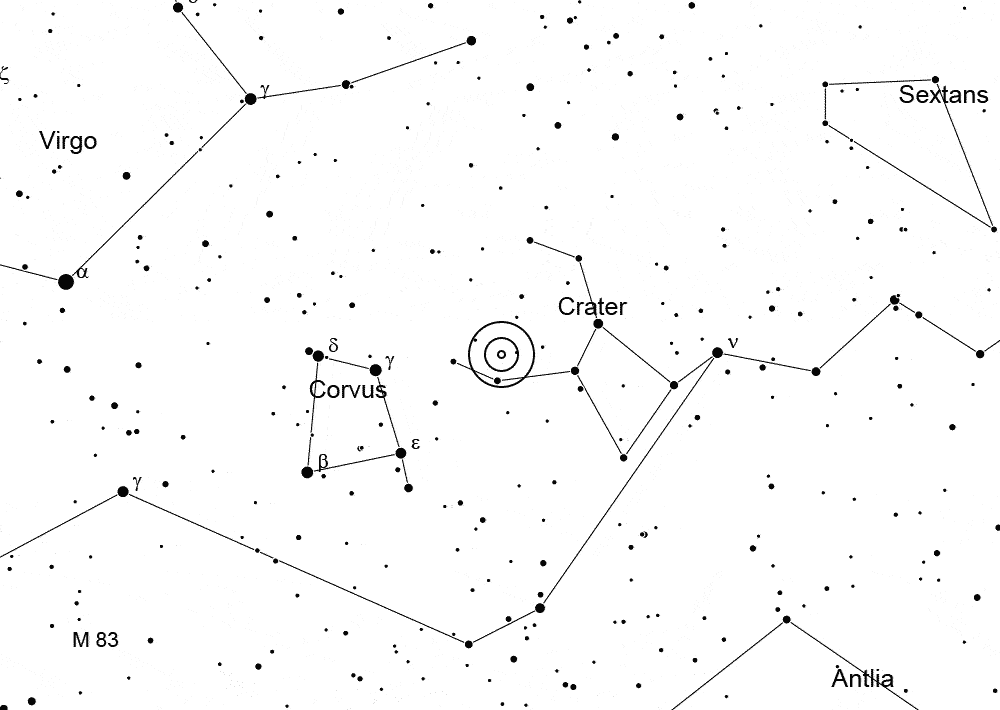 ζ
γ
Sextans
Virgo
α
Crater
δ
γ
ν
Corvus
ε
β
γ
M 83
Antlia